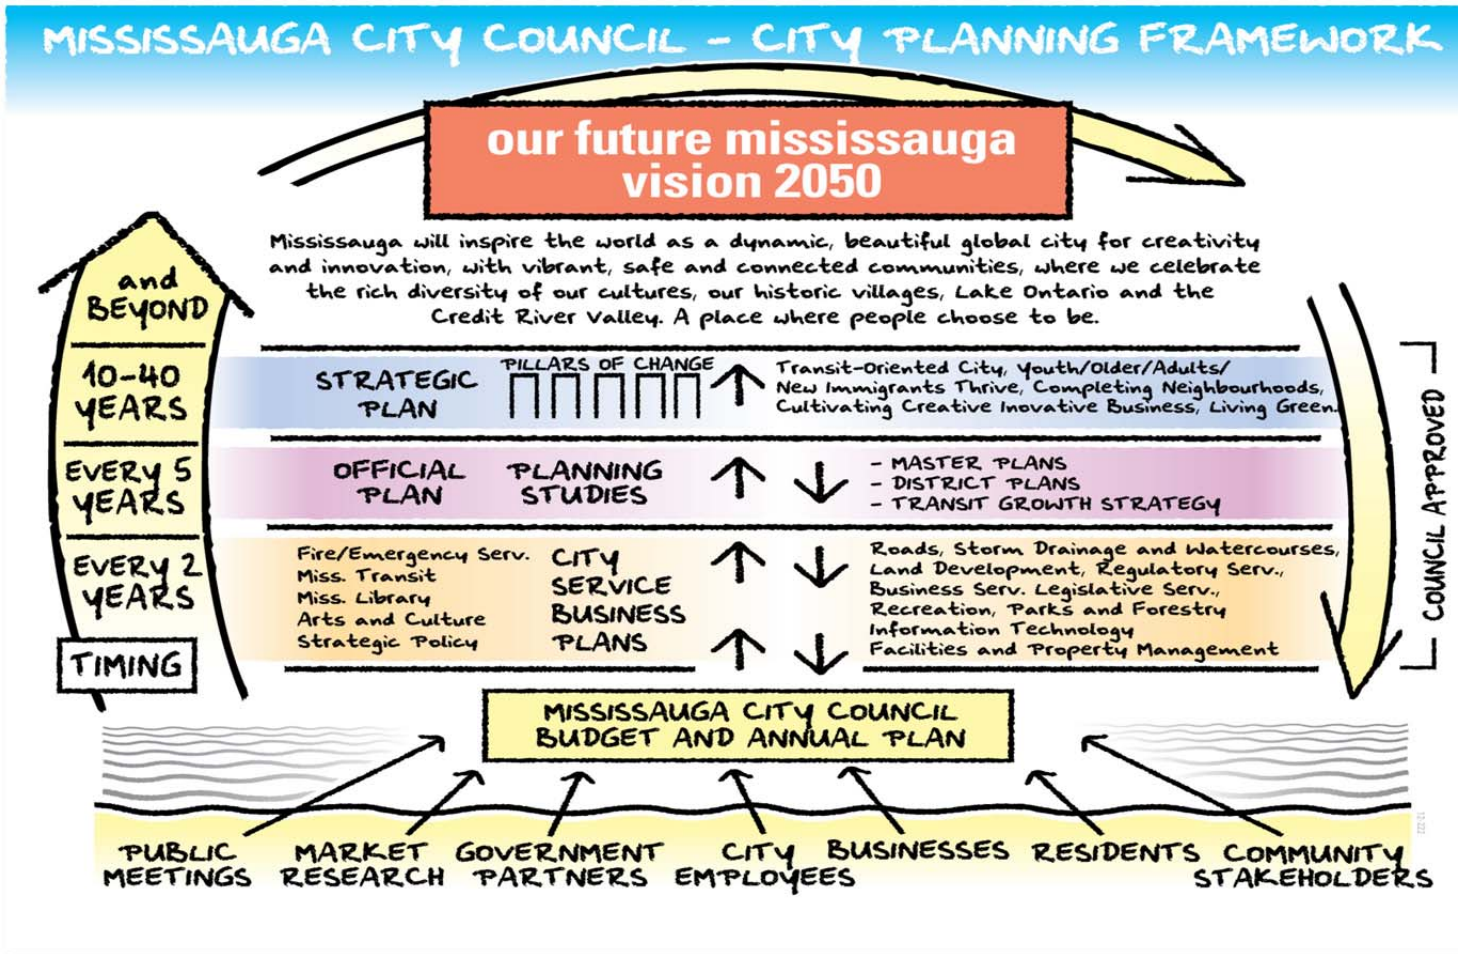 MISSISSAUGA CITY COUNCIL - CITY PLANNING FRAMEWORK
our future mississauga
vision 2050
Mississauga will inspire the world as a dynamic, beautiful global city for creativity
and innovation, with vibrant, safe and connected communities, where we celebrate
the rich diversity of our cultures, our historic villages, Lake Ontario and the
Credit River Valley. A place where people choose to be.
and
BEYOND
10-40
YEARS
STRATEGIC
PLAN
PILLARS OF CHANGE
Transit-Oriented City, Youth/Older/Adults/
New Immigrants Thrive, Completing Neighbourhoods,
Cultivating Creative Inovative Business, Living Green.
EVERY 5
YEARS
OFFICIAL
PLAN
PLANNING
STUDIES
- MASTER PLANS
- DISTRICT PLANS
- TRANSIT GROWTH STRATEGY
EVERY 2
YEARS
Fire/Emergency Serv.
Miss. Transit
Miss. Library
Arts and Culture
Strategic Policy
CITY
SERVICE
BUSINESS
PLANS
Roads, Storm Drainage and Watercourses,
Land Development, Regulatory Serv.,
Business Serv. Legislative Serv.,
Recreation, Parks and Forestry
Information Technology
Facilities and Property Management
COUNCIL APPROVED
TIMING
MISSISSAUGA CITY COUNCIL
BUDGET AND ANNUAL PLAN
PUBLIC
MEETINGS
MARKET
RESEARCH
GOVERNMENT
PARTNERS
CITY
EMPLOYEES
BUSINESSES
RESIDENTS
COMMUNITY
STAKEHOLDERS